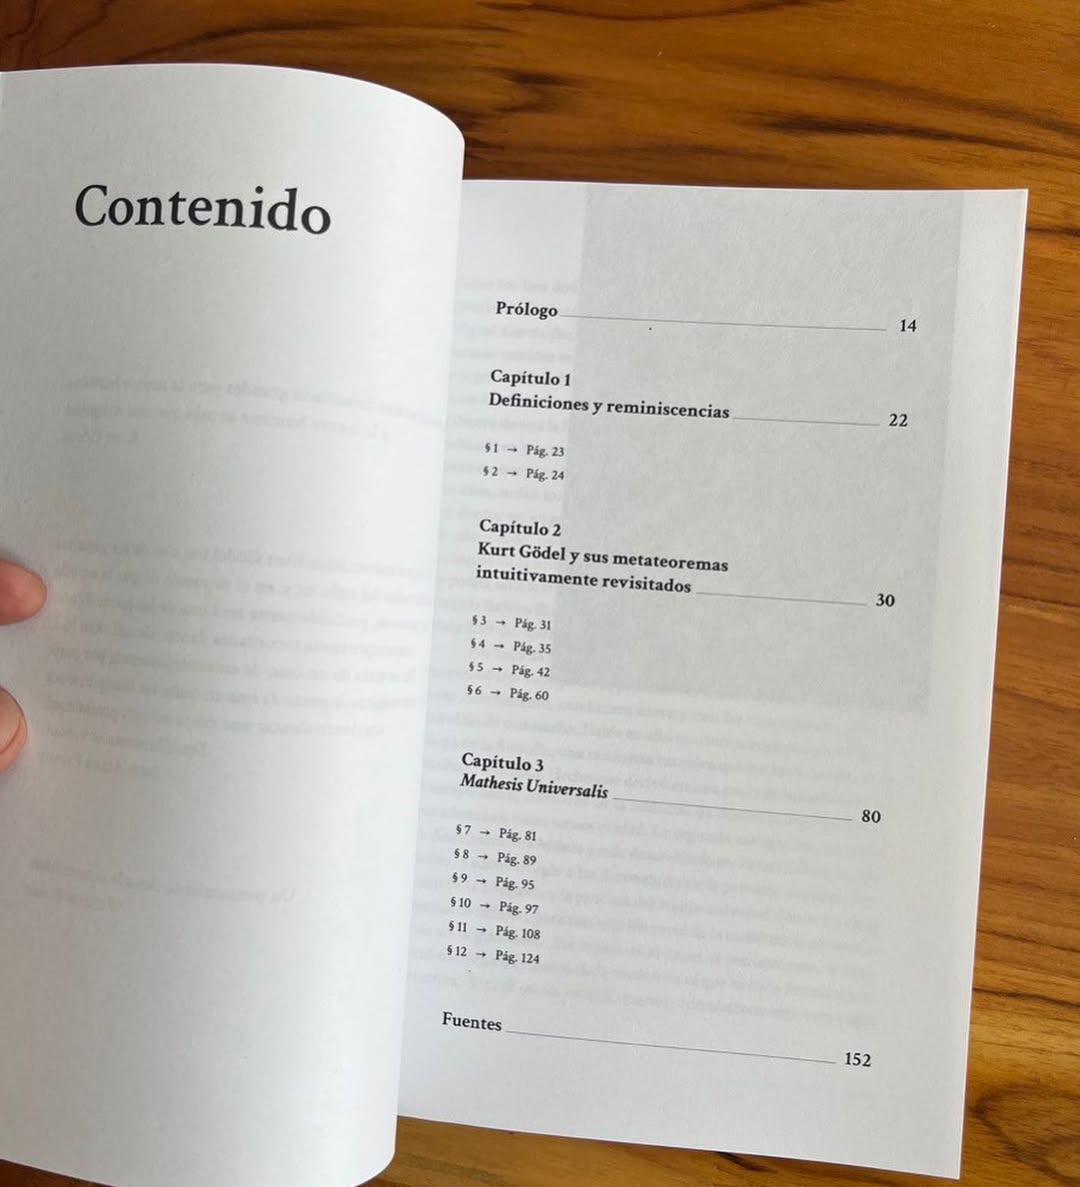 Contenido
Prólogo 14
Capítulo 1
Definiciones y reminiscencias 22
§1 → Pág. 23
§2 → Pág. 24
Capítulo 2
Kurt Gödel y sus metateoremas
intuitivamente revisitados 30
§3 → Pág. 31
§4 → Pág. 35
§5 → Pág. 42
§6 → Pág. 60
Capítulo 3
Mathesis Universalis 80
§7 → Pág. 81
§8 → Pág. 89
§9 → Pág. 95
§10 → Pág. 97
§11 → Pág. 108
§12 → Pág. 124
Fuentes 152